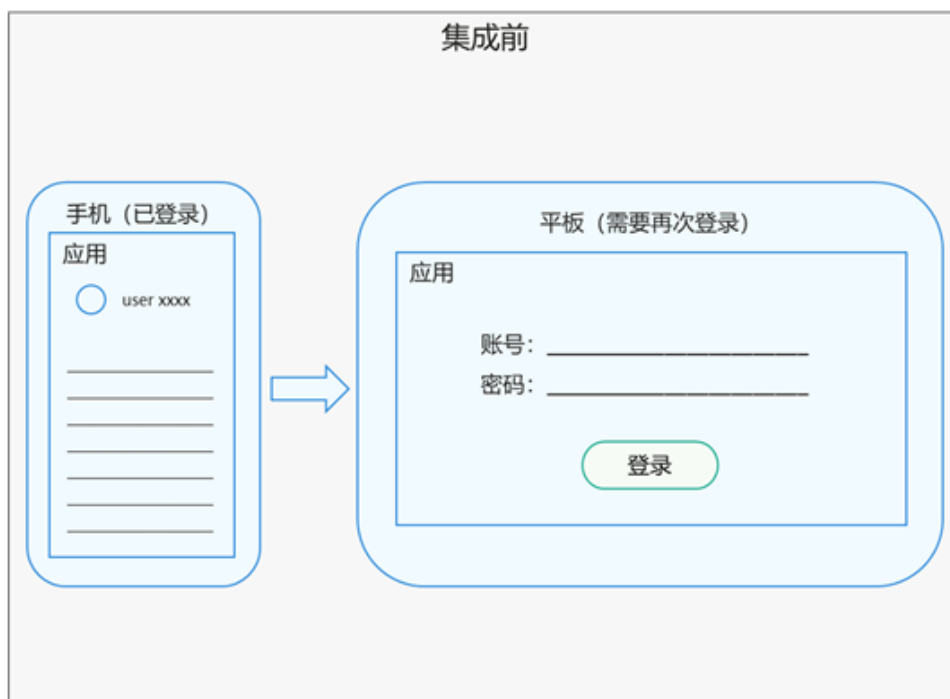 集成前
手机（已登录）
应用
user xxxx
平板（需要再次登录）
应用
账号：
密码：
登录